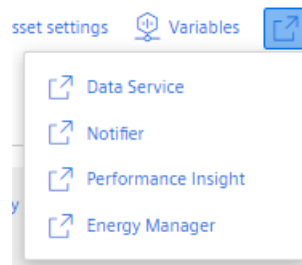 sset settings Variables
Data Service
Notifier
Performance Insight
y
Energy Manager